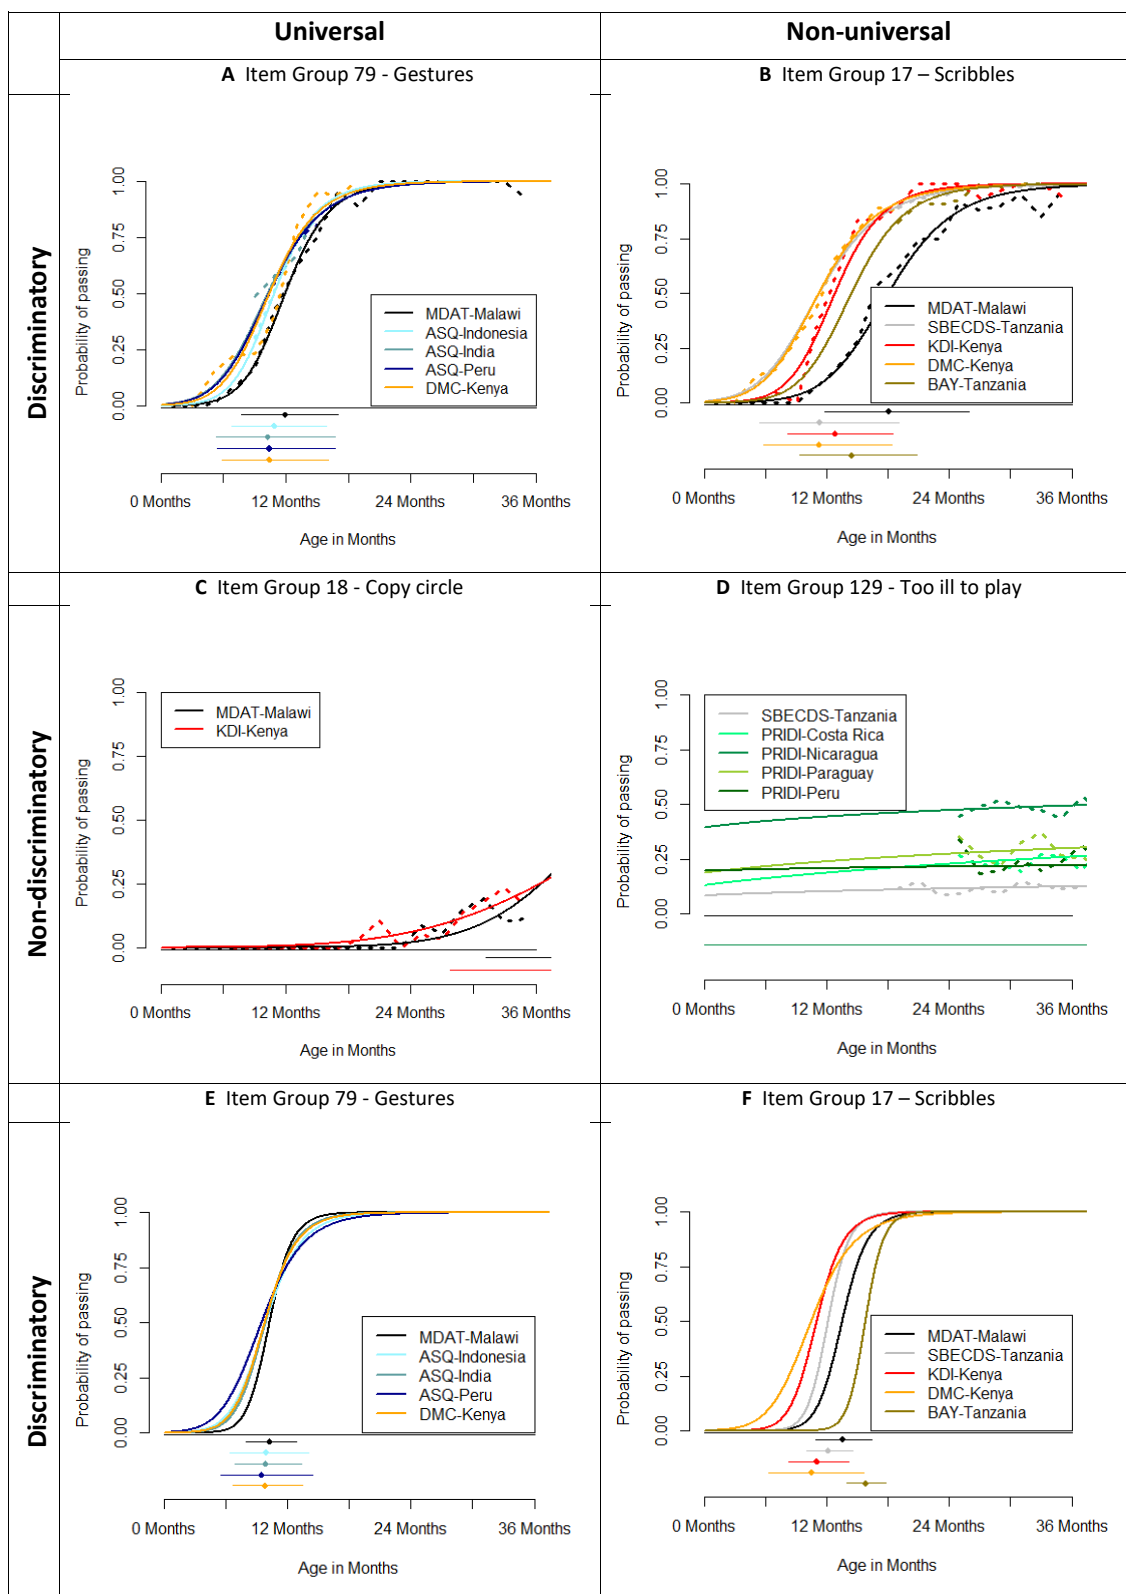 Universal
Non-universal
Discriminatory
A Item Group 79 - Gestures
Probability of passing
1.00
0.75
0.50
0.25
0.00
MDAT-Malawi
ASQ-Indonesia
ASQ-India
ASQ-Peru
DMC-Kenya
0 Months
12 Months
24 Months
36 Months
Age in Months
B Item Group 17 – Scribbles
Probability of passing
1.00
0.75
0.50
0.25
0.00
MDAT-Malawi
SBECDS-Tanzania
KDI-Kenya
DMC-Kenya
BAY-Tanzania
0 Months
12 Months
24 Months
36 Months
Age in Months
Non-discriminatory
C Item Group 18 - Copy circle
Probability of passing
1.00
0.75
0.50
0.25
0.00
MDAT-Malawi
KDI-Kenya
0 Months
12 Months
24 Months
36 Months
Age in Months
D Item Group 129 - Too ill to play
Probability of passing
1.00
0.75
0.50
0.25
0.00
SBECDS-Tanzania
PRIDI-Costa Rica
PRIDI-Nicaragua
PRIDI-Paraguay
PRIDI-Peru
0 Months
12 Months
24 Months
36 Months
Age in Months
Discriminatory
E Item Group 79 - Gestures
Probability of passing
1.00
0.75
0.50
0.25
0.00
MDAT-Malawi
ASQ-Indonesia
ASQ-India
ASQ-Peru
DMC-Kenya
0 Months
12 Months
24 Months
36 Months
Age in Months
F Item Group 17 – Scribbles
Probability of passing
1.00
0.75
0.50
0.25
0.00
MDAT-Malawi
SBECDS-Tanzania
KDI-Kenya
DMC-Kenya
BAY-Tanzania
0 Months
12 Months
24 Months
36 Months
Age in Months